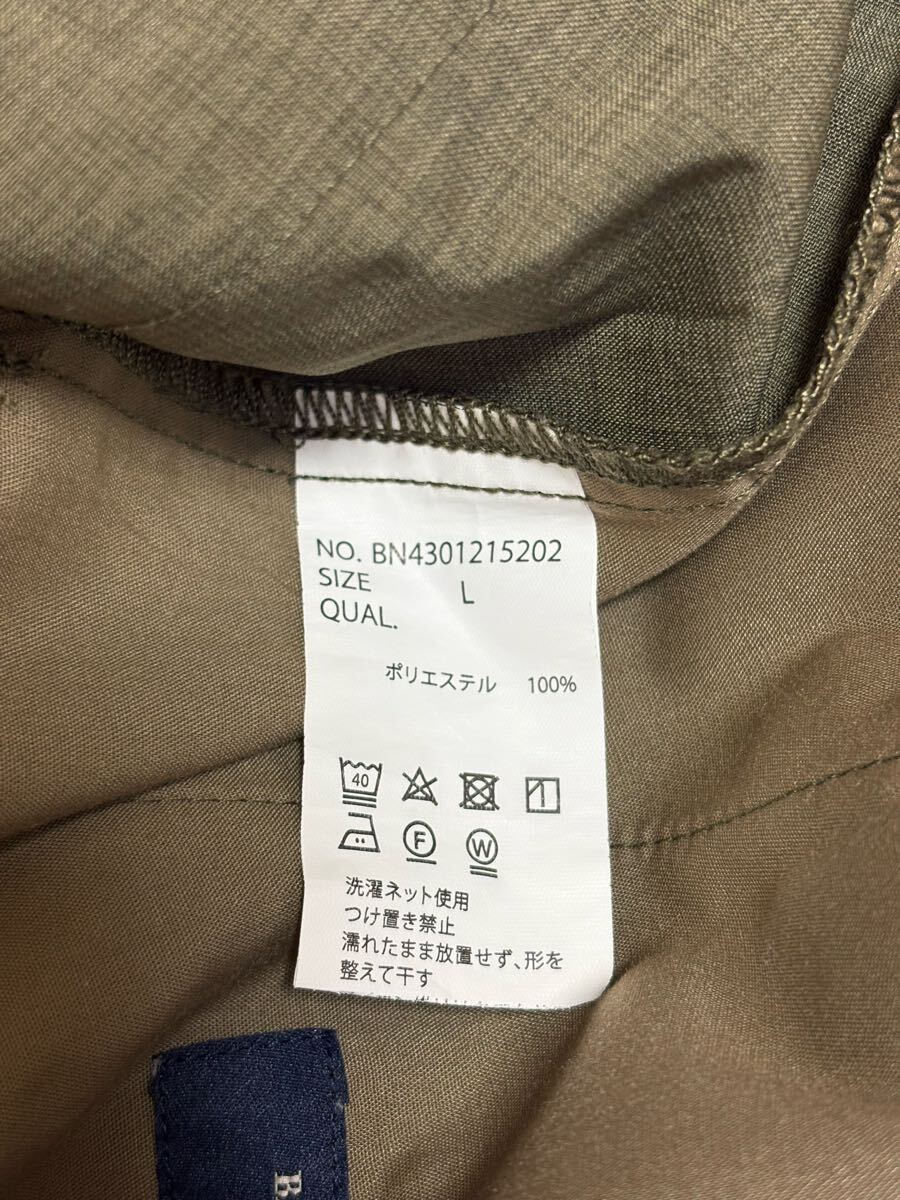 NO. BN4301215202
SIZE L
QUAL.
ポリエステル 100%
40
F W
洗濯ネット使用
つけ置き禁止
濡れたまま放置せず、形を
整えて干す
B